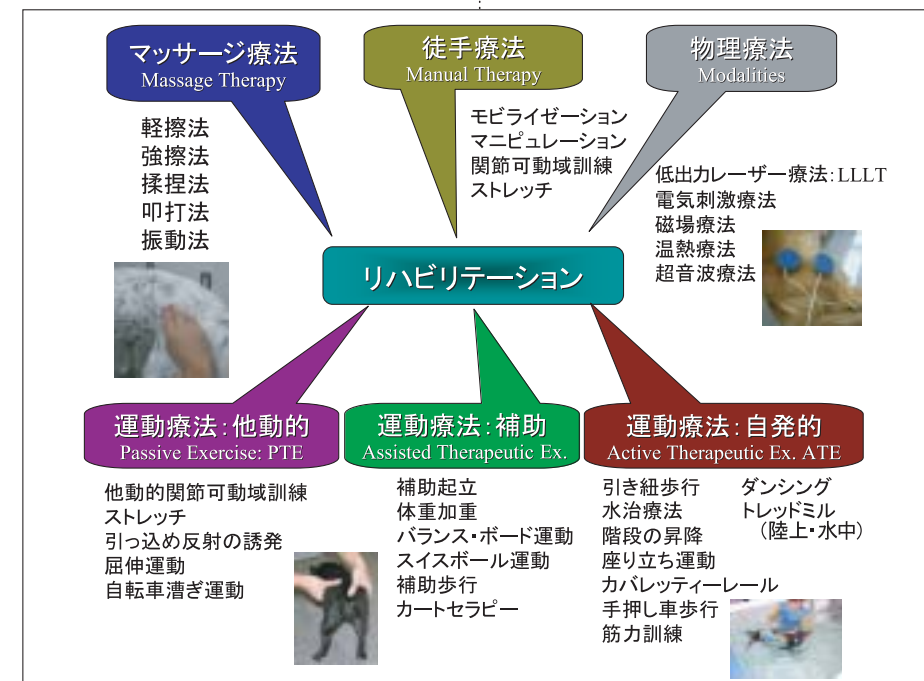 マッサージ療法
Massage Therapy
軽擦法
強擦法
揉捏法
叩打法
振動法
徒手療法
Manual Therapy
モビライゼーション
マニピュレーション
関節可動域訓練
ストレッチ
物理療法
Modalities
低出力レーザー療法：LLLT
電気刺激療法
磁場療法
温熱療法
超音波療法
リハビリテーション
運動療法：他動的
Passive Exercise: PTE
他動的関節可動域訓練
ストレッチ
引っ込め反射の誘発
屈伸運動
自転車漕ぎ運動
運動療法：補助
Assisted Therapeutic Ex.
補助起立
体重加重
バランス・ボード運動
スイスボール運動
補助歩行
カートセラピー
運動療法：自発的
Active Therapeutic Ex. ATE
引き紐歩行
水治療法
階段の昇降
座り立ち運動
カバレッティーレール
手押し車歩行
筋力訓練
ダンシング
トレッドミル
（陸上・水中）